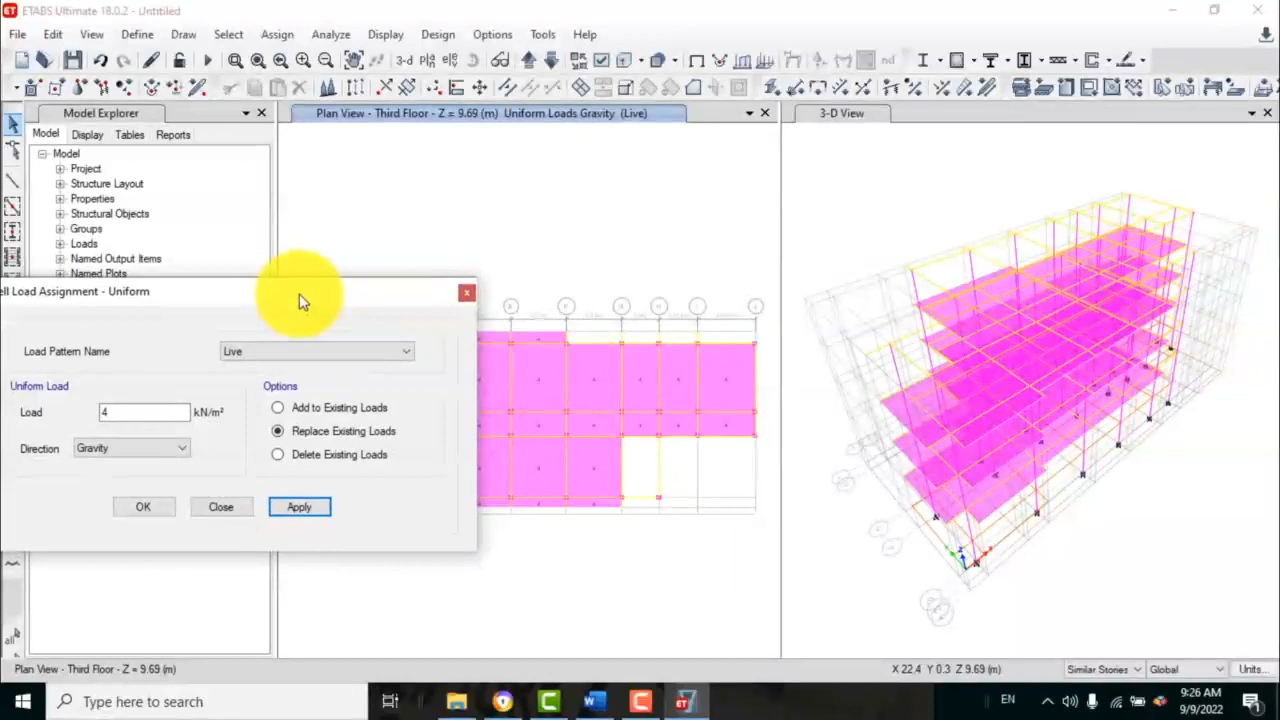 ETABS Ultimate 18.0.2 - Untitled
File Edit View Define Draw Select Assign Analyze Display Design Options Tools Help
3-d
nd
Model Explorer
Plan View - Third Floor - Z = 9.69 (m) Uniform Loads Gravity (Live)
3-D View
Model Display Tables Reports
Model
Project
Structure Layout
Properties
Structural Objects
Groups
Loads
Named Output Items
Named Plots
ell Load Assignment - Uniform
Load Pattern Name
Live
Uniform Load
Load
4
kN/m²
Direction
Gravity
Options
Add to Existing Loads
Replace Existing Loads
Delete Existing Loads
OK
Close
Apply
all
Plan View - Third Floor - Z = 9.69 (m)
X 22.4 Y 0.3 Z 9.69 (m)
Similar Stories
Global
Units...
Type here to search
EN
9:26 AM
9/9/2022